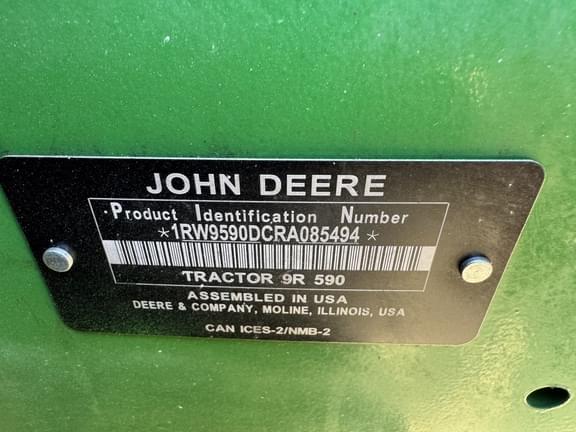 JOHN DEERE
Product Identification Number
*1RW9590DCRA085494*
TRACTOR 9R 590
ASSEMBLED IN USA
DEERE & COMPANY, MOLINE, ILLINOIS, USA
CAN ICES-2/NMB-2